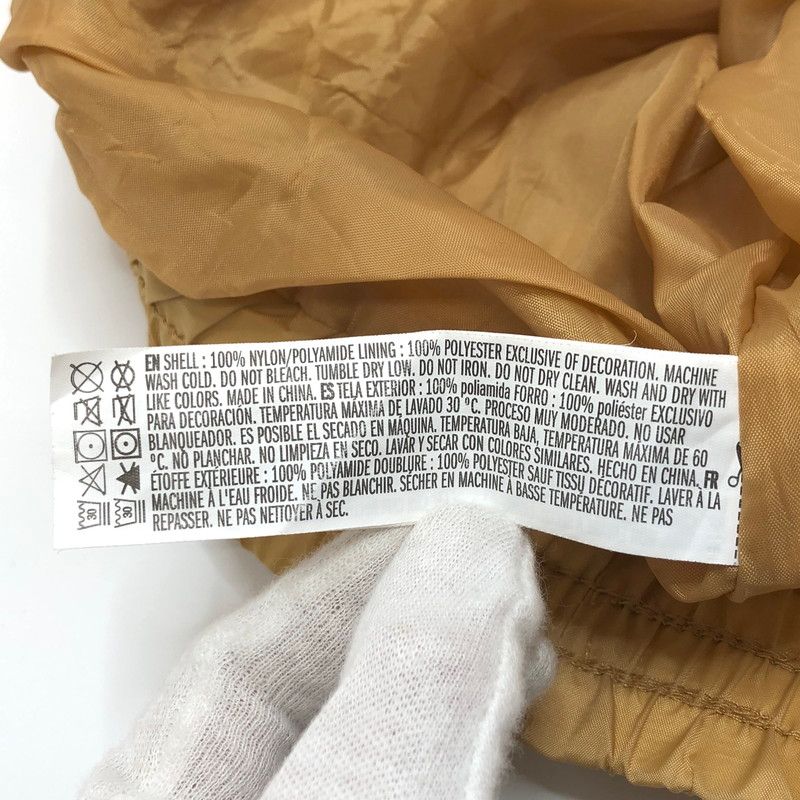 EN SHELL : 100% NYLON/POLYAMIDE LINING : 100% POLYESTER EXCLUSIVE OF DECORATION. MACHINE
WASH COLD. DO NOT BLEACH. TUMBLE DRY LOW. DO NOT IRON. DO NOT DRY CLEAN. WASH AND DRY WITH
LIKE COLORS. MADE IN CHINA. ES TELA EXTERIOR : 100% poliamida FORRO : 100% poliéster EXCLUSIVO
PARA DECORACIÓN, TEMPERATURA MÁXIMA DE LAVADO 30 °C. PROCESO MUY MODERADO. NO USAR
BLANQUEADOR. ES POSIBLE EL SECADO EN MÁQUINA, TEMPERATURA BAJA, TEMPERATURA MÁXIMA DE 60
°C. NO PLANCHAR. NO LIMPIEZA EN SECO. LAVAR Y SECAR CON COLORES SIMILARES. HECHO EN CHINA. FR
ÉTOFFE EXTÉRIEURE : 100% POLYAMIDE DOUBLURE : 100% POLYESTER SAUF TISSU DÉCORATIF. LAVER À LA
MACHINE À L'EAU FROIDE. NE PAS BLANCHIR. SÉCHER EN MACHINE À BASSE TEMPÉRATURE. NE PAS
REPASSER. NE PAS NETTOYER À SEC.
30 30